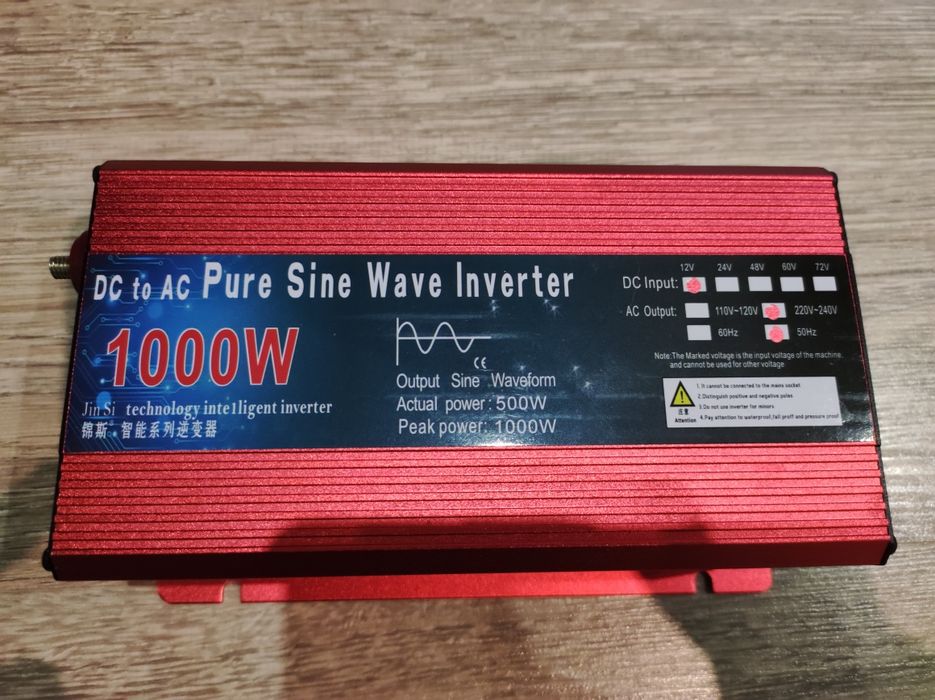 DC to AC Pure Sine Wave Inverter
1000W
Jin Si technology inte1ligent inverter
锦斯®智能系列逆变器
CE
Output Sine Waveform
Actual power: 500W
Peak power: 1000W
12V 24V 48V 60V 72V
DC Input:
AC Output: 110V~120V 220V~240V
60Hz 50Hz
Note:The Marked voltage is the input voltage of the machine,
and cannot be used for other voltage
注意
Attention
1. It cannot be connected to the mains socket
2.Distinguish positive and negative poles
3.Do not use inverter for minors
4.Pay attention to waterproof,fall proff and pressure proof